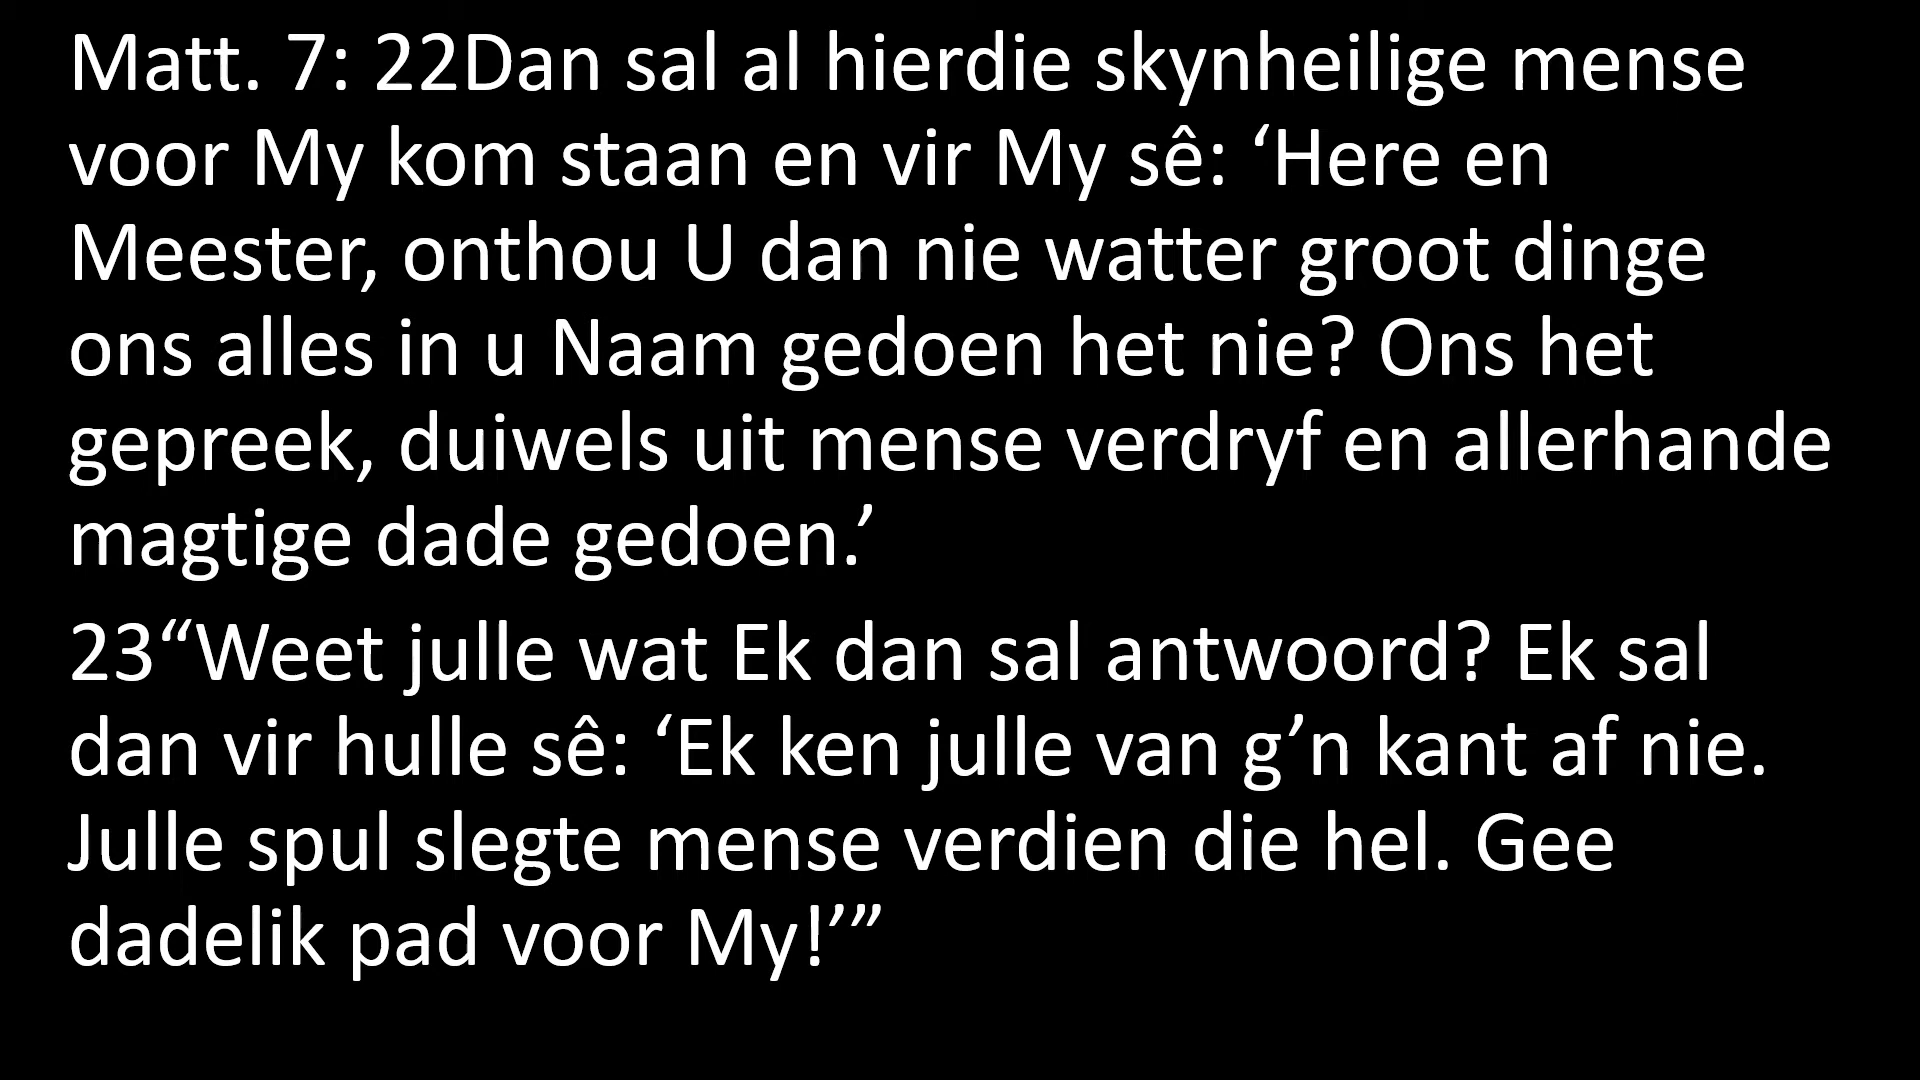 Matt. 7: 22Dan sal al hierdie skynheilige mense
voor My kom staan en vir My sê: ‘Here en
Meester, onthou U dan nie watter groot dinge
ons alles in u Naam gedoen het nie? Ons het
gepreek, duiwels uit mense verdryf en allerhande
magtige dade gedoen.’
23“Weet julle wat Ek dan sal antwoord? Ek sal
dan vir hulle sê: ‘Ek ken julle van g’n kant af nie.
Julle spul slegte mense verdien die hel. Gee
dadelik pad voor My!’”